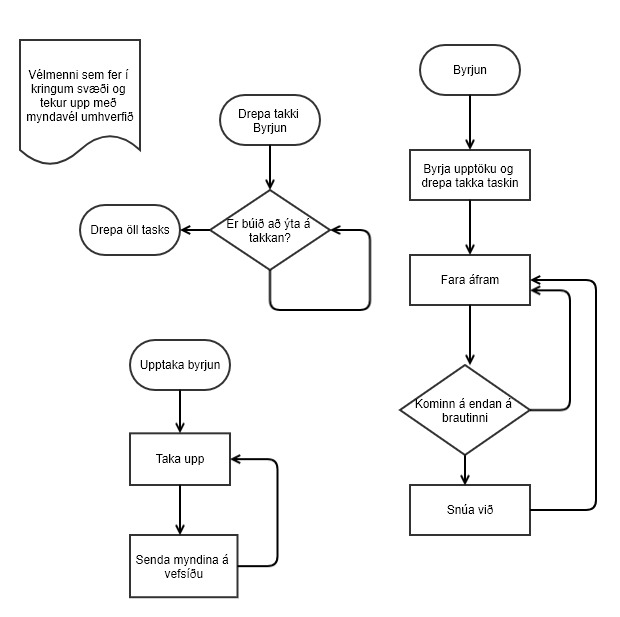 Vélmenni sem fer í
kringum svæði og
tekur upp með
myndavél umhverfið
Drepa takki
Byrjun
Er búið að ýta á
takkan?
Drepa öll tasks
Upptaka byrjun
Taka upp
Senda myndina á
vefsíðu
Byrjun
Byrja upptöku og
drepa takka taskin
Fara áfram
Kominn á endan á
brautinni
Snúa við